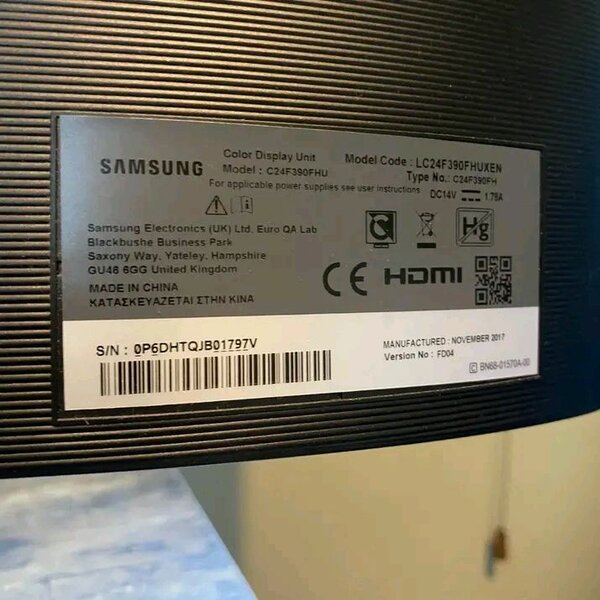 SAMSUNG
Color Display Unit
Model : C24F390FHU
Model Code : LC24F390FHUXEN
Type No.: C24F390FH
For applicable power supplies see user instructions
DC14V ⎓ 1.79A
Samsung Electronics (UK) Ltd. Euro QA Lab
Blackbushe Business Park
Saxony Way, Yateley, Hampshire
GU46 6GG United Kingdom
MADE IN CHINA
ΚΑΤΑΣΚΕΥΑΖΕΤΑΙ ΣΤΗΝ ΚΙΝΑ
Hg
CE HDMI
S/N : 0P6DHTQJB01797V
MANUFACTURED : NOVEMBER 2017
Version No : FD04
© BN68-01570A-00